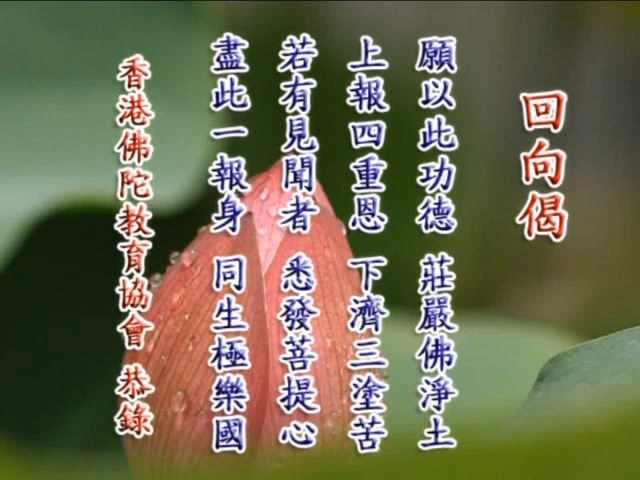 回向偈
願以此功德 莊嚴佛淨土
上報四重恩 下濟三塗苦
若有見聞者 悉發菩提心
盡此一報身 同生極樂國
香港佛陀教育協會 恭錄